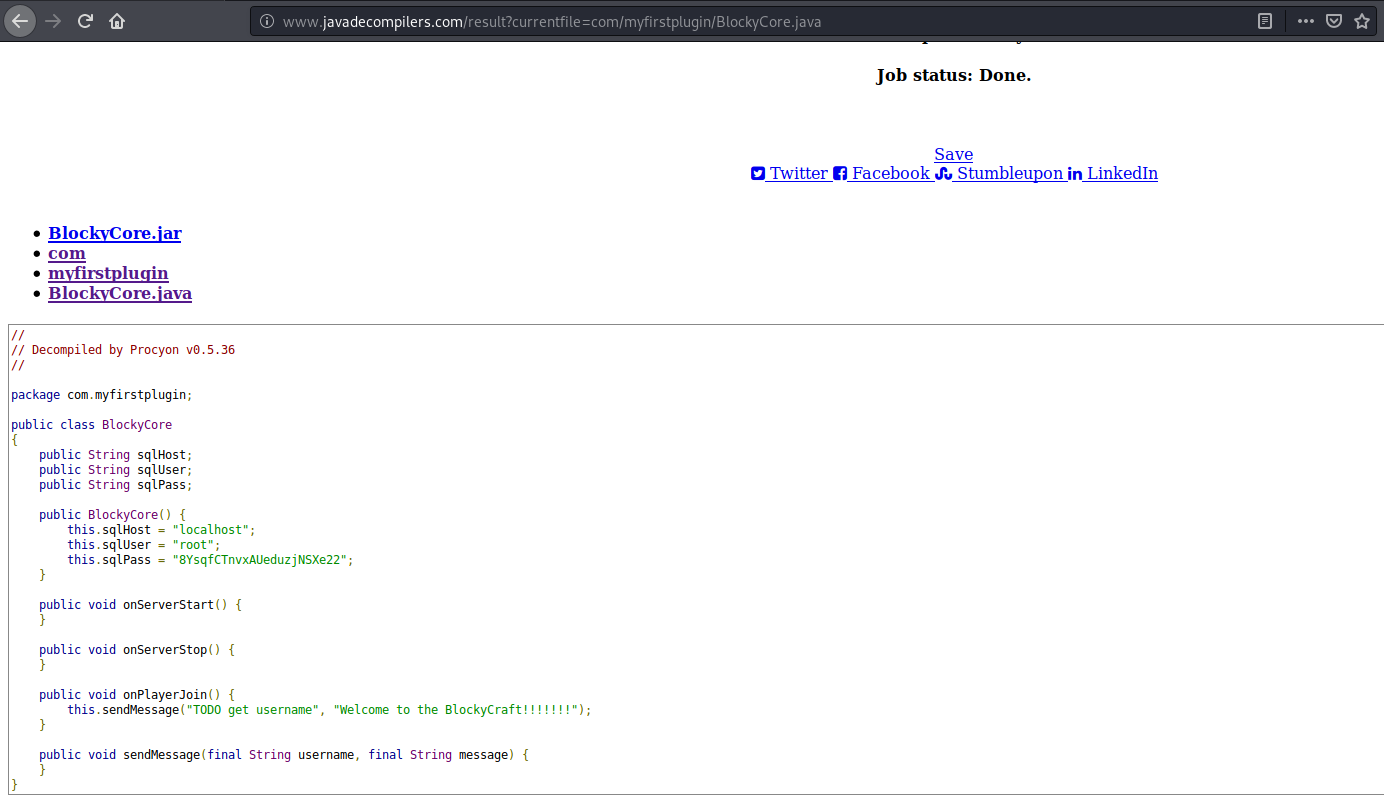 www.javadecompilers.com/result?currentfile=com/myfirstplugin/BlockyCore.java
Job status: Done.
Save
Twitter Facebook Stumbleupon LinkedIn
BlockyCore.jar
com
myfirstplugin
BlockyCore.java
//
// Decompiled by Procyon v0.5.36
//
package com.myfirstplugin;
public class BlockyCore
{
    public String sqlHost;
    public String sqlUser;
    public String sqlPass;
    public BlockyCore() {
        this.sqlHost = "localhost";
        this.sqlUser = "root";
        this.sqlPass = "8YsqfCTnvxAUeduzjNSXe22";
    }
    public void onServerStart() {
    }
    public void onServerStop() {
    }
    public void onPlayerJoin() {
        this.sendMessage("TODO get username", "Welcome to the BlockyCraft!!!!!!!");
    }
    public void sendMessage(final String username, final String message) {
    }
}